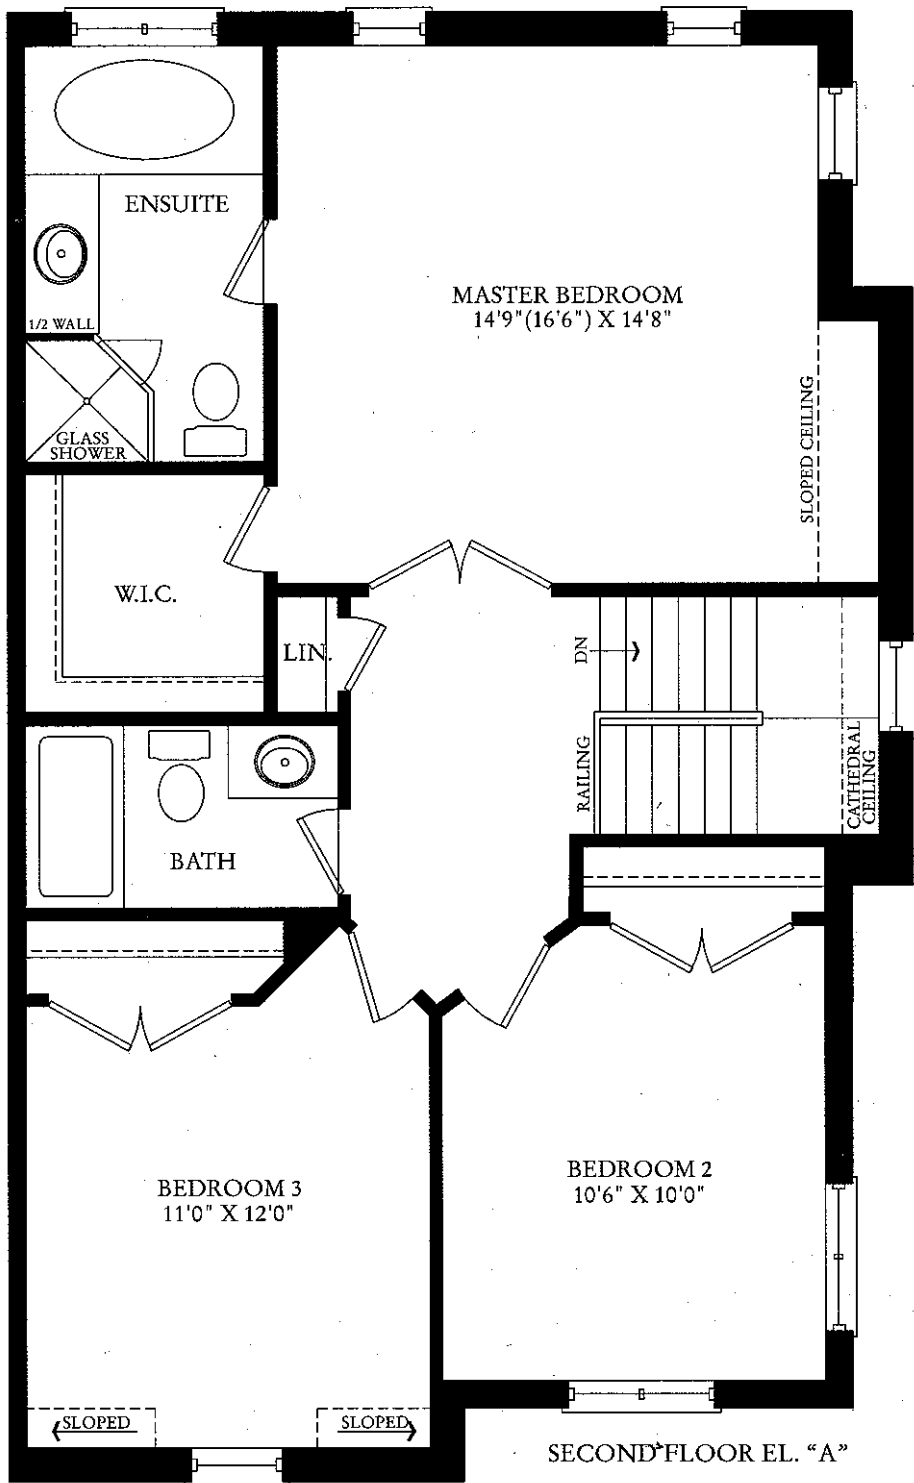 ENSUITE
MASTER BEDROOM
14'9"(16'6") X 14'8"
1/2 WALL
GLASS
SHOWER
SLOPED CEILING
W.I.C.
LIN.
DN
RAILING
CATHEDRAL
CEILING
BATH
BEDROOM 3
11'0" X 12'0"
BEDROOM 2
10'6" X 10'0"
SLOPED
SLOPED
SECOND FLOOR EL. "A"